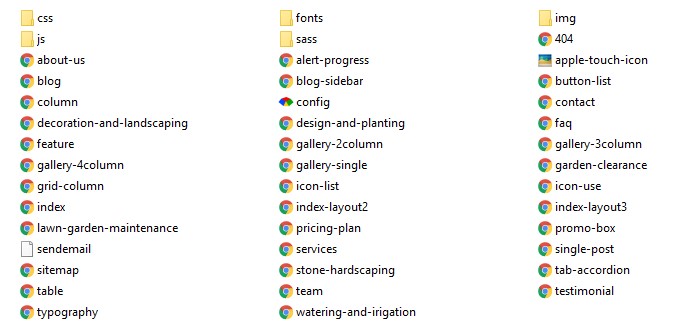 css fonts img
js sass 404
about-us alert-progress apple-touch-icon
blog blog-sidebar button-list
column config contact
decoration-and-landscaping design-and-planting faq
feature gallery-2column gallery-3column
gallery-4column gallery-single garden-clearance
grid-column icon-list icon-use
index index-layout2 index-layout3
lawn-garden-maintenance pricing-plan promo-box
sendemail services single-post
sitemap stone-hardscaping tab-accordion
table team testimonial
typography watering-and-irigation